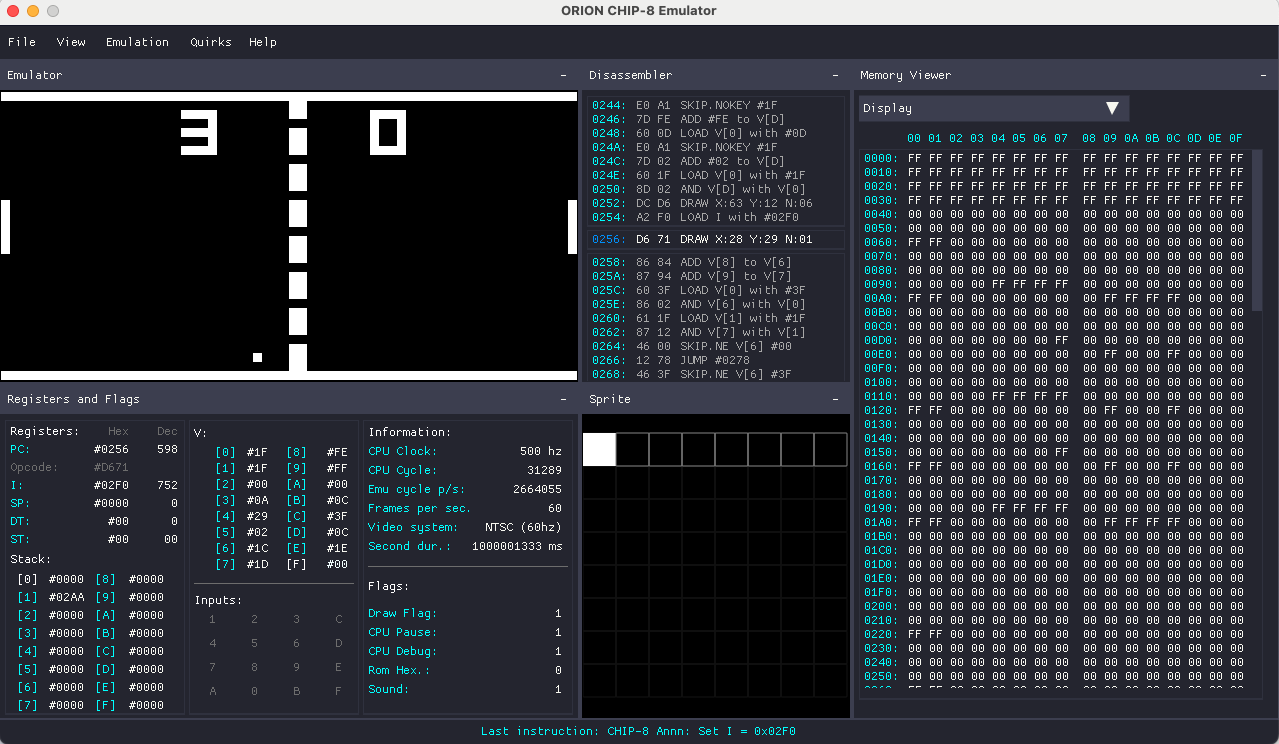 ORION CHIP-8 Emulator
File View Emulation Quirks Help
Emulator –
3 0
Disassembler –
0244: E0 A1 SKIP.NOKEY #1F
0246: 7D FE ADD #FE to V[D]
0248: 60 0D LOAD V[0] with #0D
024A: E0 A1 SKIP.NOKEY #1F
024C: 7D 02 ADD #02 to V[D]
024E: 60 1F LOAD V[0] with #1F
0250: 8D 02 AND V[D] with V[0]
0252: DC D6 DRAW X:63 Y:12 N:06
0254: A2 F0 LOAD I with #02F0
0256: D6 71 DRAW X:28 Y:29 N:01
0258: 86 84 ADD V[8] to V[6]
025A: 87 94 ADD V[9] to V[7]
025C: 60 3F LOAD V[0] with #3F
025E: 86 02 AND V[6] with V[0]
0260: 61 1F LOAD V[1] with #1F
0262: 87 12 AND V[7] with V[1]
0264: 46 00 SKIP.NE V[6] #00
0266: 12 78 JUMP #0278
0268: 46 3F SKIP.NE V[6] #3F
Memory Viewer –
Display
00 01 02 03 04 05 06 07 08 09 0A 0B 0C 0D 0E 0F
0000: FF FF FF FF FF FF FF FF FF FF FF FF FF FF FF FF
0010: FF FF FF FF FF FF FF FF FF FF FF FF FF FF FF FF
0020: FF FF FF FF FF FF FF FF FF FF FF FF FF FF FF FF
0030: FF FF FF FF FF FF FF FF FF FF FF FF FF FF FF FF
0040: 00 00 00 00 00 00 00 00 00 00 00 00 00 00 00 00
0050: 00 00 00 00 00 00 00 00 00 00 00 00 00 00 00 00
0060: FF FF 00 00 00 00 00 00 00 00 00 00 00 00 00 00
0070: 00 00 00 00 00 00 00 00 00 00 00 00 00 00 00 00
0080: 00 00 00 00 00 00 00 00 00 00 00 00 00 00 00 00
0090: 00 00 00 00 FF FF FF FF 00 00 00 00 00 00 00 00
00A0: FF FF 00 00 00 00 00 00 00 FF FF FF FF 00 00 00
00B0: 00 00 00 00 00 00 00 00 00 00 00 00 00 00 00 00
00C0: 00 00 00 00 00 00 00 00 00 00 00 00 00 00 00 00
00D0: 00 00 00 00 00 00 00 FF 00 00 00 00 00 00 00 00
00E0: FF FF 00 00 00 00 00 00 00 FF 00 00 FF 00 00 00
00F0: 00 00 00 00 00 00 00 00 00 00 00 00 00 00 00 00
0100: 00 00 00 00 00 00 00 00 00 00 00 00 00 00 00 00
0110: 00 00 00 00 FF FF FF FF 00 00 00 00 00 00 00 00
0120: FF FF 00 00 00 00 00 00 00 FF 00 00 FF 00 00 00
0130: 00 00 00 00 00 00 00 00 00 00 00 00 00 00 00 00
0140: 00 00 00 00 00 00 00 00 00 00 00 00 00 00 00 00
0150: 00 00 00 00 00 00 00 FF 00 00 00 00 00 00 00 00
0160: FF FF 00 00 00 00 00 00 00 FF 00 00 FF 00 00 00
0170: 00 00 00 00 00 00 00 00 00 00 00 00 00 00 00 00
0180: 00 00 00 00 00 00 00 00 00 00 00 00 00 00 00 00
0190: 00 00 00 00 FF FF FF FF 00 00 00 00 00 00 00 00
01A0: FF FF 00 00 00 00 00 00 00 FF FF FF FF 00 00 00
01B0: 00 00 00 00 00 00 00 00 00 00 00 00 00 00 00 00
01C0: 00 00 00 00 00 00 00 00 00 00 00 00 00 00 00 00
01D0: 00 00 00 00 00 00 00 00 00 00 00 00 00 00 00 00
01E0: 00 00 00 00 00 00 00 00 00 00 00 00 00 00 00 00
01F0: 00 00 00 00 00 00 00 00 00 00 00 00 00 00 00 00
0200: 00 00 00 00 00 00 00 00 00 00 00 00 00 00 00 00
0210: 00 00 00 00 00 00 00 00 00 00 00 00 00 00 00 00
0220: FF FF 00 00 00 00 00 00 00 00 00 00 00 00 00 00
0230: 00 00 00 00 00 00 00 00 00 00 00 00 00 00 00 00
0240: 00 00 00 00 00 00 00 00 00 00 00 00 00 00 00 00
0250: 00 00 00 00 00 00 00 00 00 00 00 00 00 00 00 00
Registers and Flags –
Registers: Hex Dec
PC: #0256 598
Opcode: #D671
I: #02F0 752
SP: #0000 0
DT: #00 0
ST: #00 00
Stack:
[0] #0000 [8] #0000
[1] #02AA [9] #0000
[2] #0000 [A] #0000
[3] #0000 [B] #0000
[4] #0000 [C] #0000
[5] #0000 [D] #0000
[6] #0000 [E] #0000
[7] #0000 [F] #0000
V:
[0] #1F [8] #FE
[1] #1F [9] #FF
[2] #00 [A] #00
[3] #0A [B] #0C
[4] #29 [C] #3F
[5] #02 [D] #0C
[6] #1C [E] #1E
[7] #1D [F] #00
Inputs:
1 2 3 C
4 5 6 D
7 8 9 E
A 0 B F
Information:
CPU Clock: 500 hz
CPU Cycle: 31289
Emu cycle p/s: 2664055
Frames per sec. 60
Video system: NTSC (60hz)
Second dur.: 1000001333 ms
Flags:
Draw Flag: 1
CPU Pause: 1
CPU Debug: 1
Rom Hex.: 0
Sound: 1
Sprite –
Last instruction: CHIP-8 Annn: Set I = 0x02F0